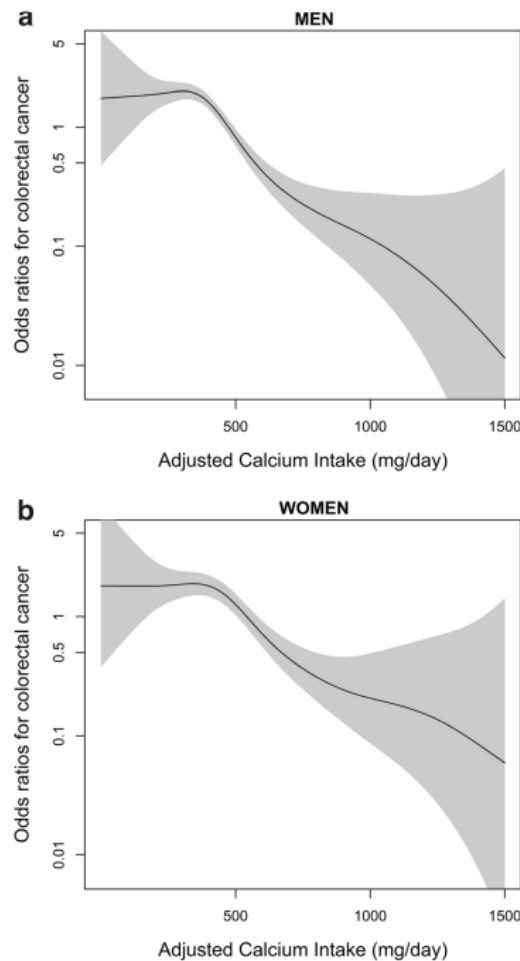 a
MEN
5
1
0.5
0.1
0.01
Odds ratios for colorectal cancer
500
1000
1500
Adjusted Calcium Intake (mg/day)
b
WOMEN
5
1
0.5
0.1
0.01
Odds ratios for colorectal cancer
500
1000
1500
Adjusted Calcium Intake (mg/day)